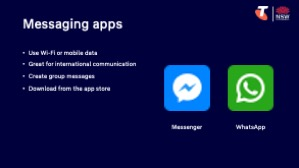 Messaging apps
NSW
Use Wi-Fi or mobile data
Great for international communication
Create group messages
Download from the app store
Messenger
WhatsApp